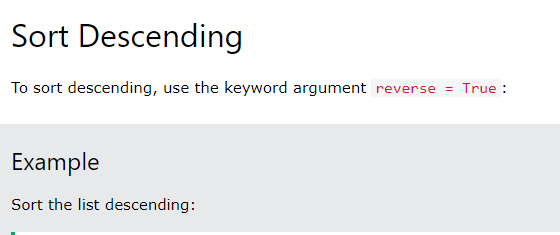 Sort Descending
To sort descending, use the keyword argument reverse = True:
Example
Sort the list descending: